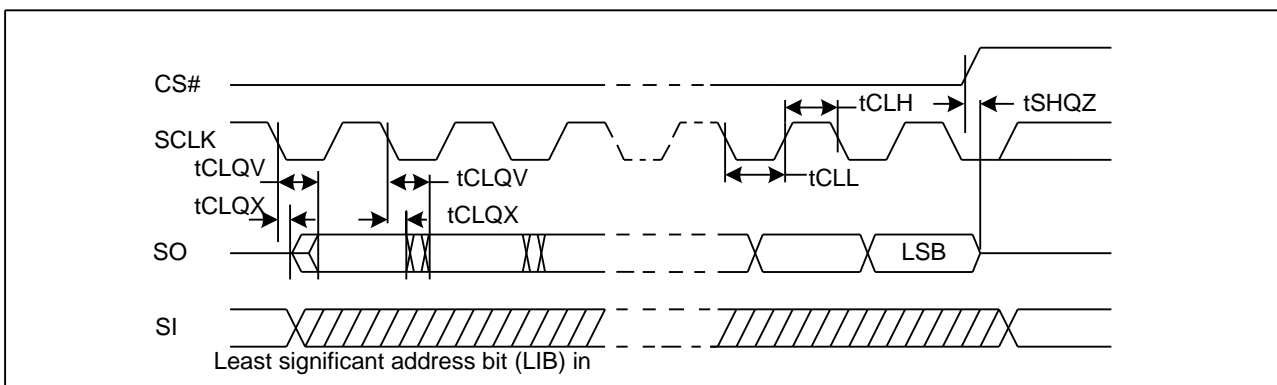 CS#
tCLH
tSHQZ
SCLK
tCLQV
tCLQV
tCLL
tCLQX
tCLQX
SO
LSB
SI
Least significant address bit (LIB) in